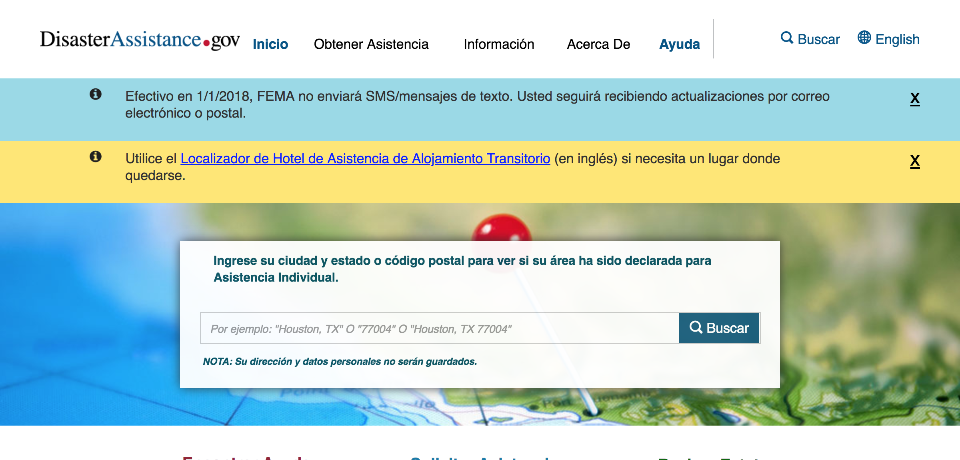 DisasterAssistance.gov
Inicio
Obtener Asistencia
Información
Acerca De
Ayuda
Buscar
English
Efectivo en 1/1/2018, FEMA no enviará SMS/mensajes de texto. Usted seguirá recibiendo actualizaciones por correo
electrónico o postal.
X
Utilice el Localizador de Hotel de Asistencia de Alojamiento Transitorio (en inglés) si necesita un lugar donde
quedarse.
X
Ingrese su ciudad y estado o código postal para ver si su área ha sido declarada para
Asistencia Individual.
Por ejemplo: "Houston, TX" O "77004" O "Houston, TX 77004"
Buscar
NOTA: Su dirección y datos personales no serán guardados.